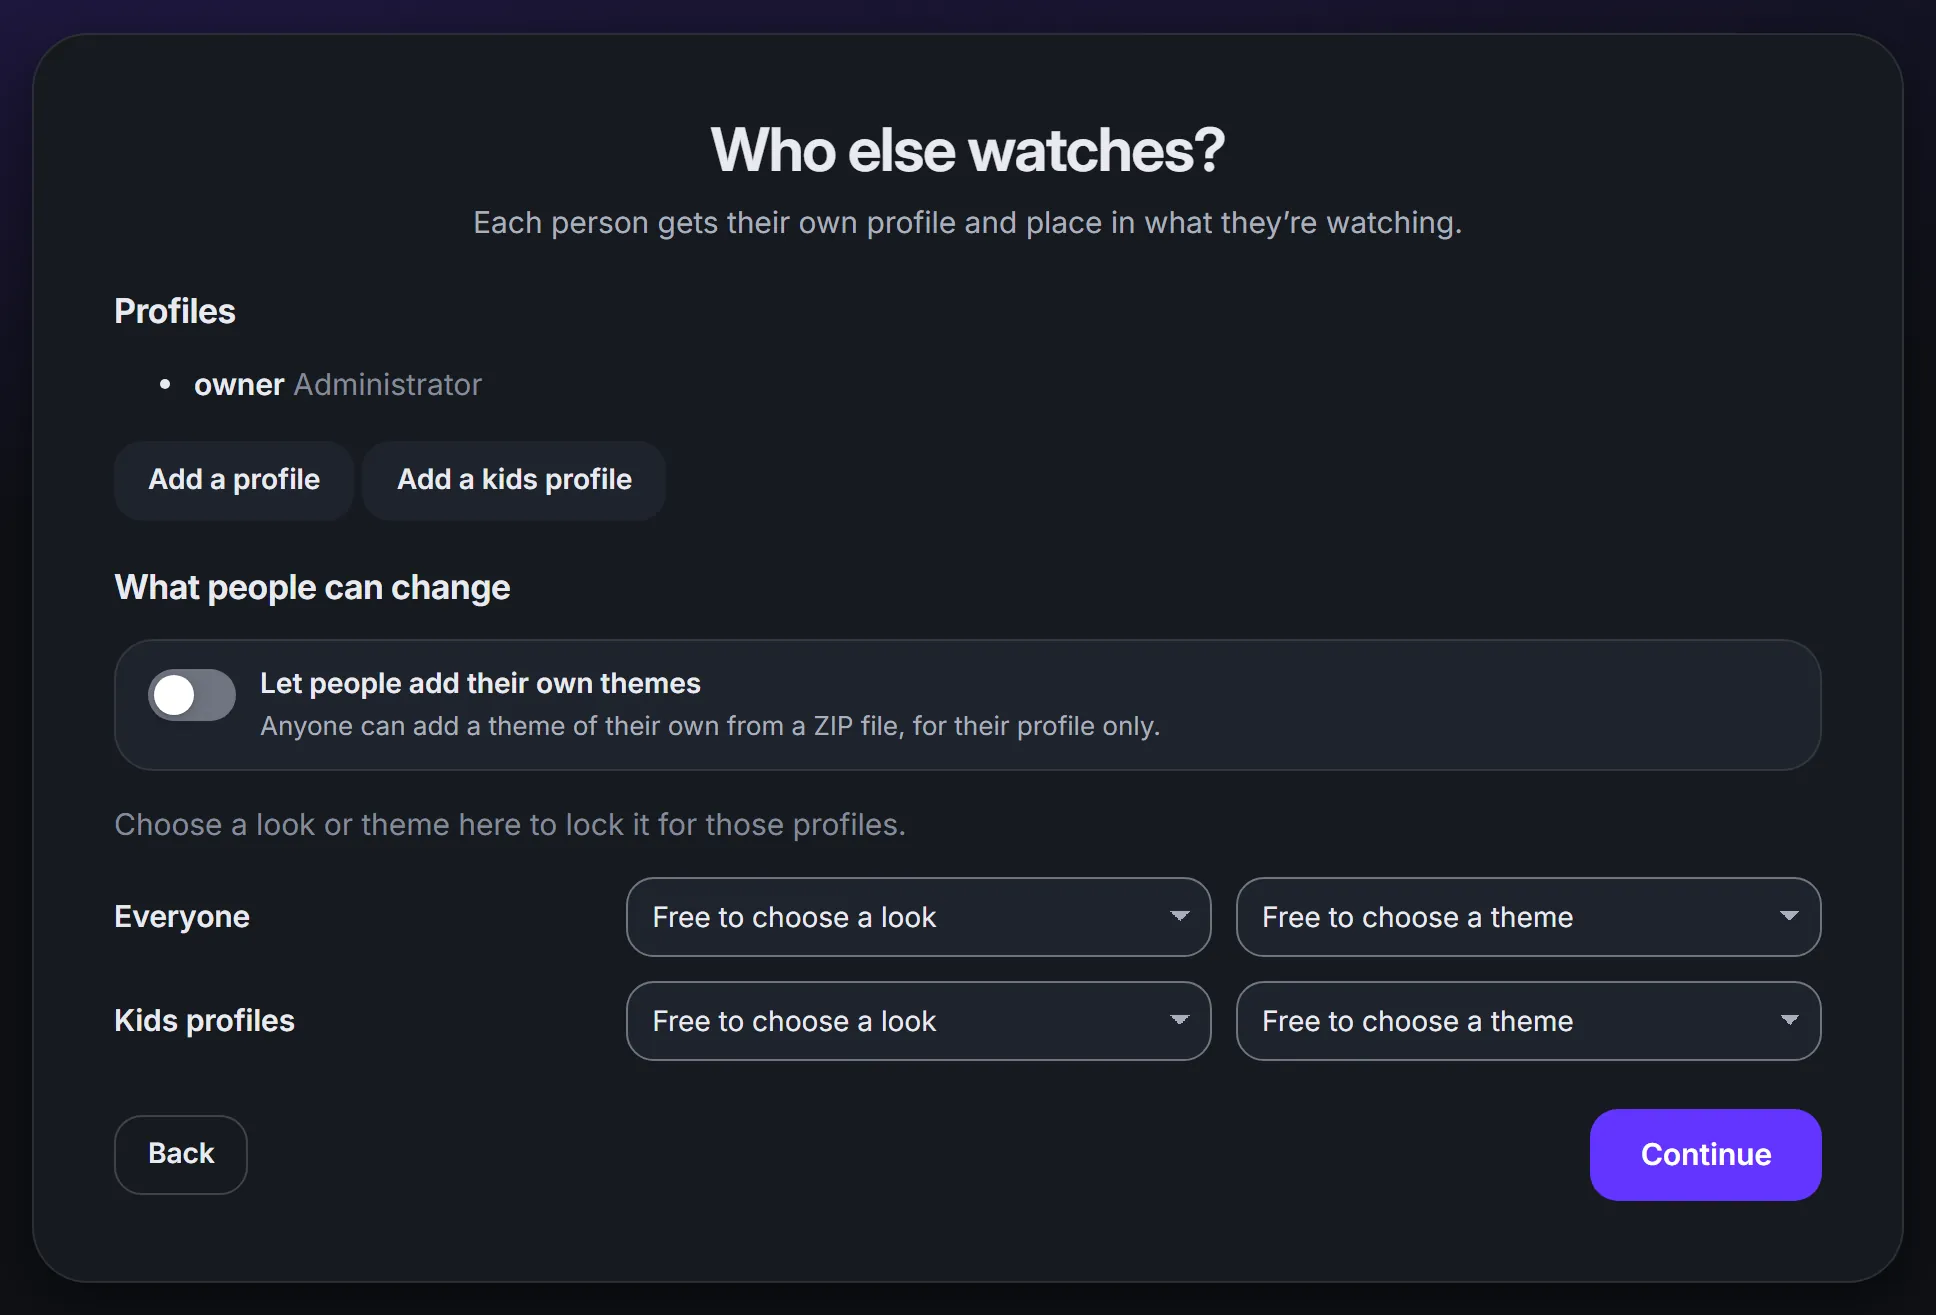 Who else watches?
Each person gets their own profile and place in what they’re watching.
Profiles
• owner Administrator
Add a profile
Add a kids profile
What people can change
Let people add their own themes
Anyone can add a theme of their own from a ZIP file, for their profile only.
Choose a look or theme here to lock it for those profiles.
Everyone
Free to choose a look
Free to choose a theme
Kids profiles
Free to choose a look
Free to choose a theme
Back
Continue